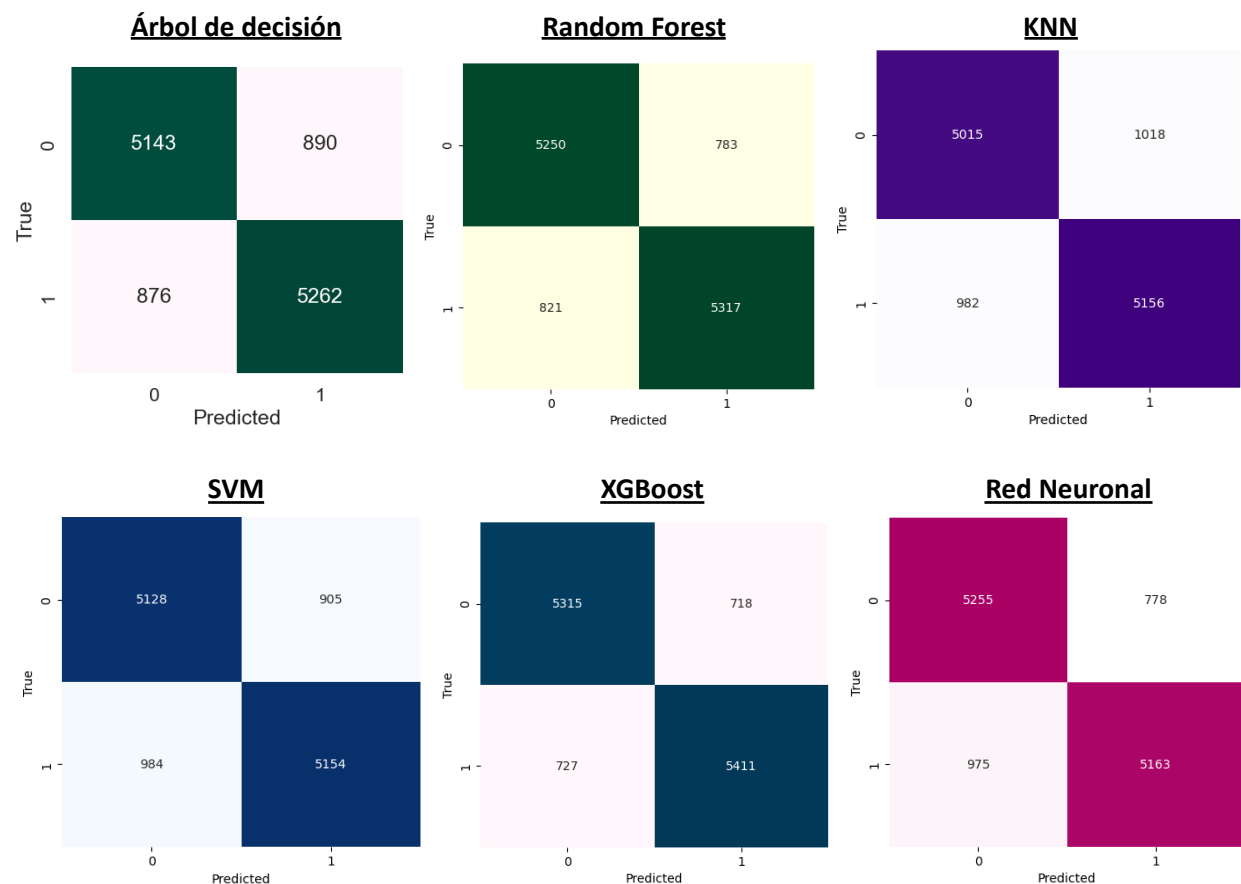 Árbol de decisión
0
5143
890
True
1
876
5262
0
1
Predicted
Random Forest
0
5250
783
True
1
821
5317
0
1
Predicted
KNN
0
5015
1018
True
1
982
5156
0
1
Predicted
SVM
0
5128
905
True
1
984
5154
0
1
Predicted
XGBoost
0
5315
718
True
1
727
5411
0
1
Predicted
Red Neuronal
0
5255
778
True
1
975
5163
0
1
Predicted